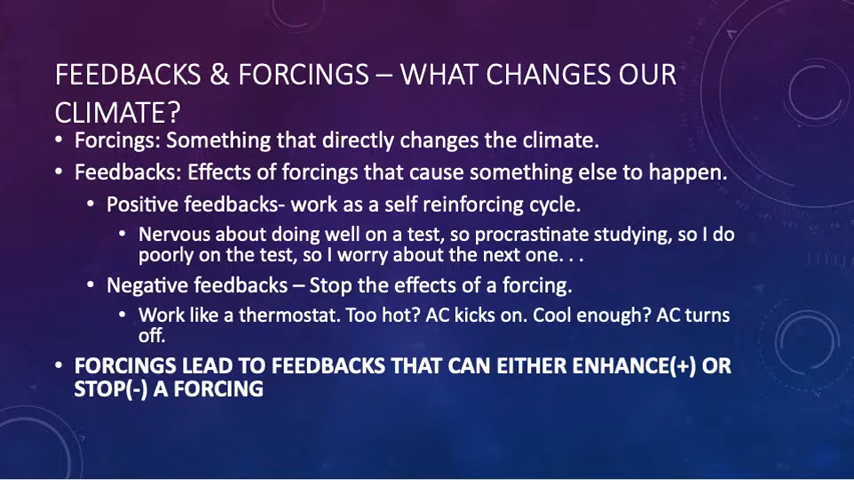 FEEDBACKS & FORCINGS – WHAT CHANGES OUR
CLIMATE?
• Forcings: Something that directly changes the climate.
• Feedbacks: Effects of forcings that cause something else to happen.
• Positive feedbacks- work as a self reinforcing cycle.
• Nervous about doing well on a test, so procrastinate studying, so I do
poorly on the test, so I worry about the next one. . .
• Negative feedbacks – Stop the effects of a forcing.
• Work like a thermostat. Too hot? AC kicks on. Cool enough? AC turns
off.
• FORCINGS LEAD TO FEEDBACKS THAT CAN EITHER ENHANCE(+) OR
STOP(-) A FORCING